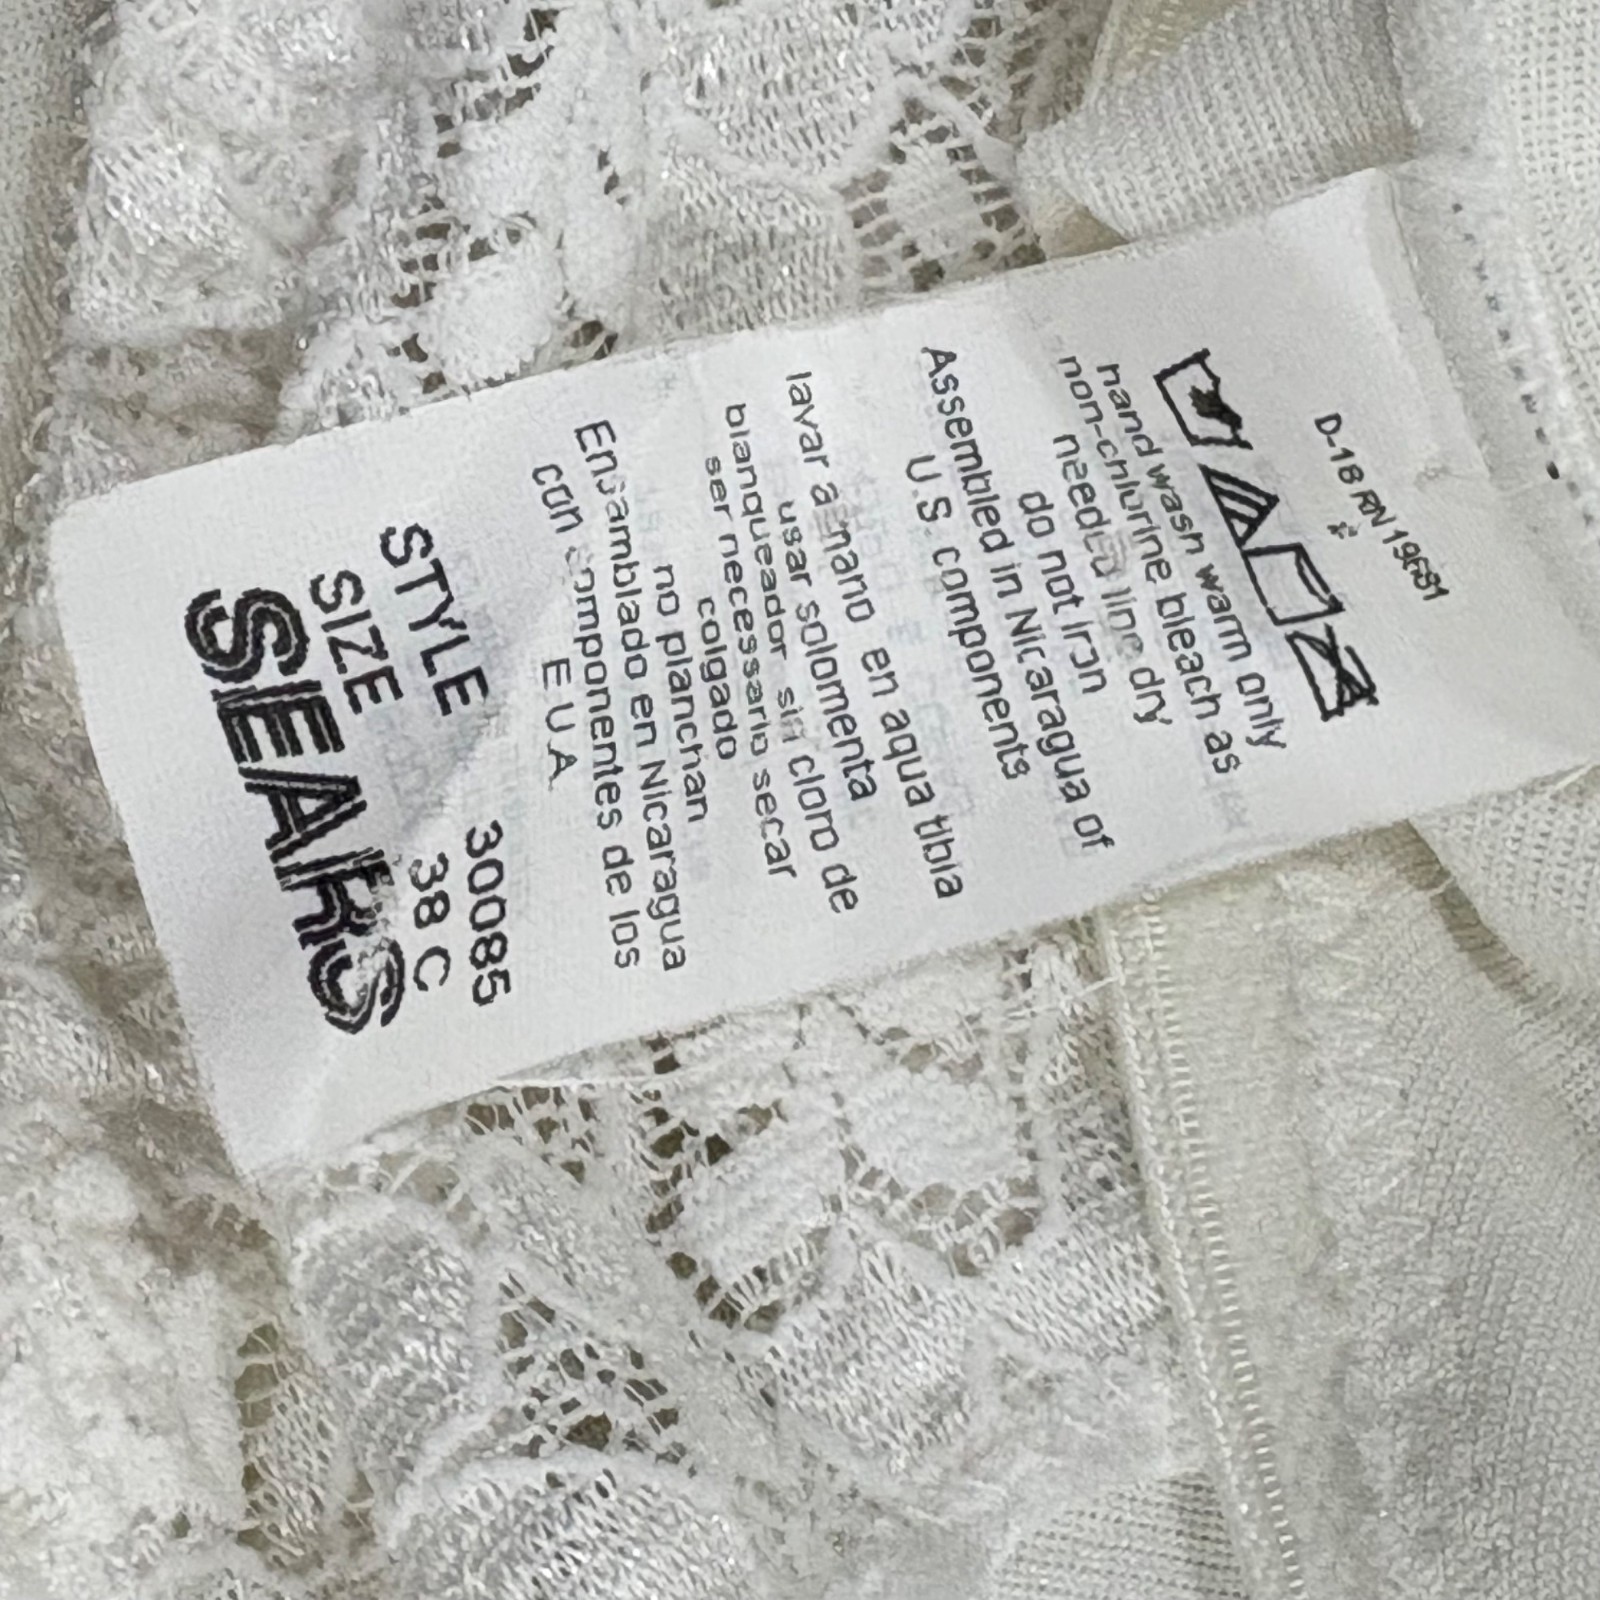 D-18
hand wash warm only
non-chlorine bleach as
needed line dry
do not iron
Assembled in Nicaragua of
U.S. components
lavar a mano en aqua tibia
usar solomenta
blanqueador sin cloro de
ser necessario secar
colgado
no planchan
Ensamblado en Nicaragua
con componentes de los
E U A
STYLE 30085
SIZE 38 C
SEARS